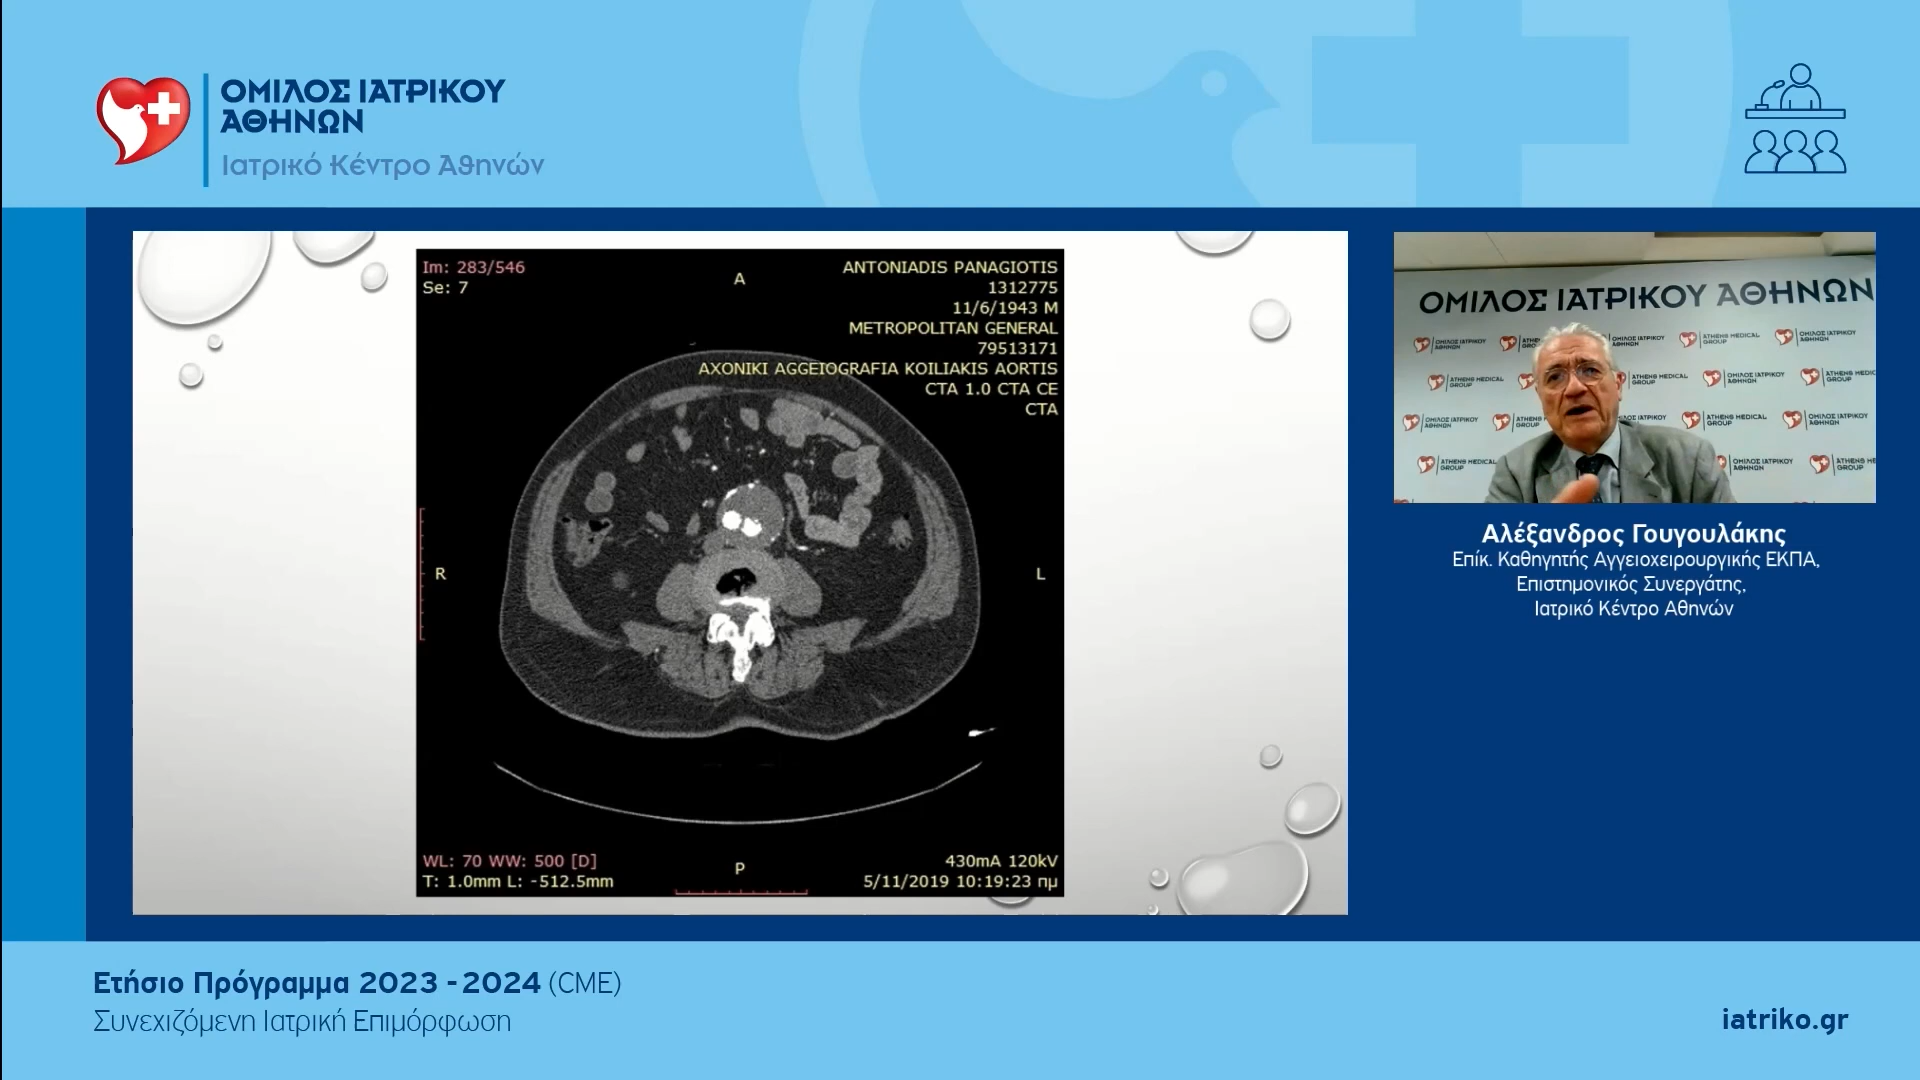 ΟΜΙΛΟΣ ΙΑΤΡΙΚΟΥ
ΑΘΗΝΩΝ
Ιατρικό Κέντρο Αθηνών
Im: 283/546
Se: 7
A
ANTONIADIS PANAGIOTIS
1312775
11/6/1943 M
METROPOLITAN GENERAL
79513171
AXONIKI AGGEIOGRAFIA KOILIAKIS AORTIS
CTA 1.0 CTA CE
CTA
R
L
WL: 70 WW: 500 [D]
T: 1.0mm L: -512.5mm
P
430mA 120kV
5/11/2019 10:19:23 πμ
ΟΜΙΛΟΣ ΙΑΤΡΙΚΟΥ ΑΘΗΝΩΝ
Αλέξανδρος Γουγουλάκης
Επίκ. Καθηγητής Αγγειοχειρουργικής ΕΚΠΑ,
Επιστημονικός Συνεργάτης,
Ιατρικό Κέντρο Αθηνών
Ετήσιο Πρόγραμμα 2023 - 2024 (CME)
Συνεχιζόμενη Ιατρική Επιμόρφωση
iatriko.gr